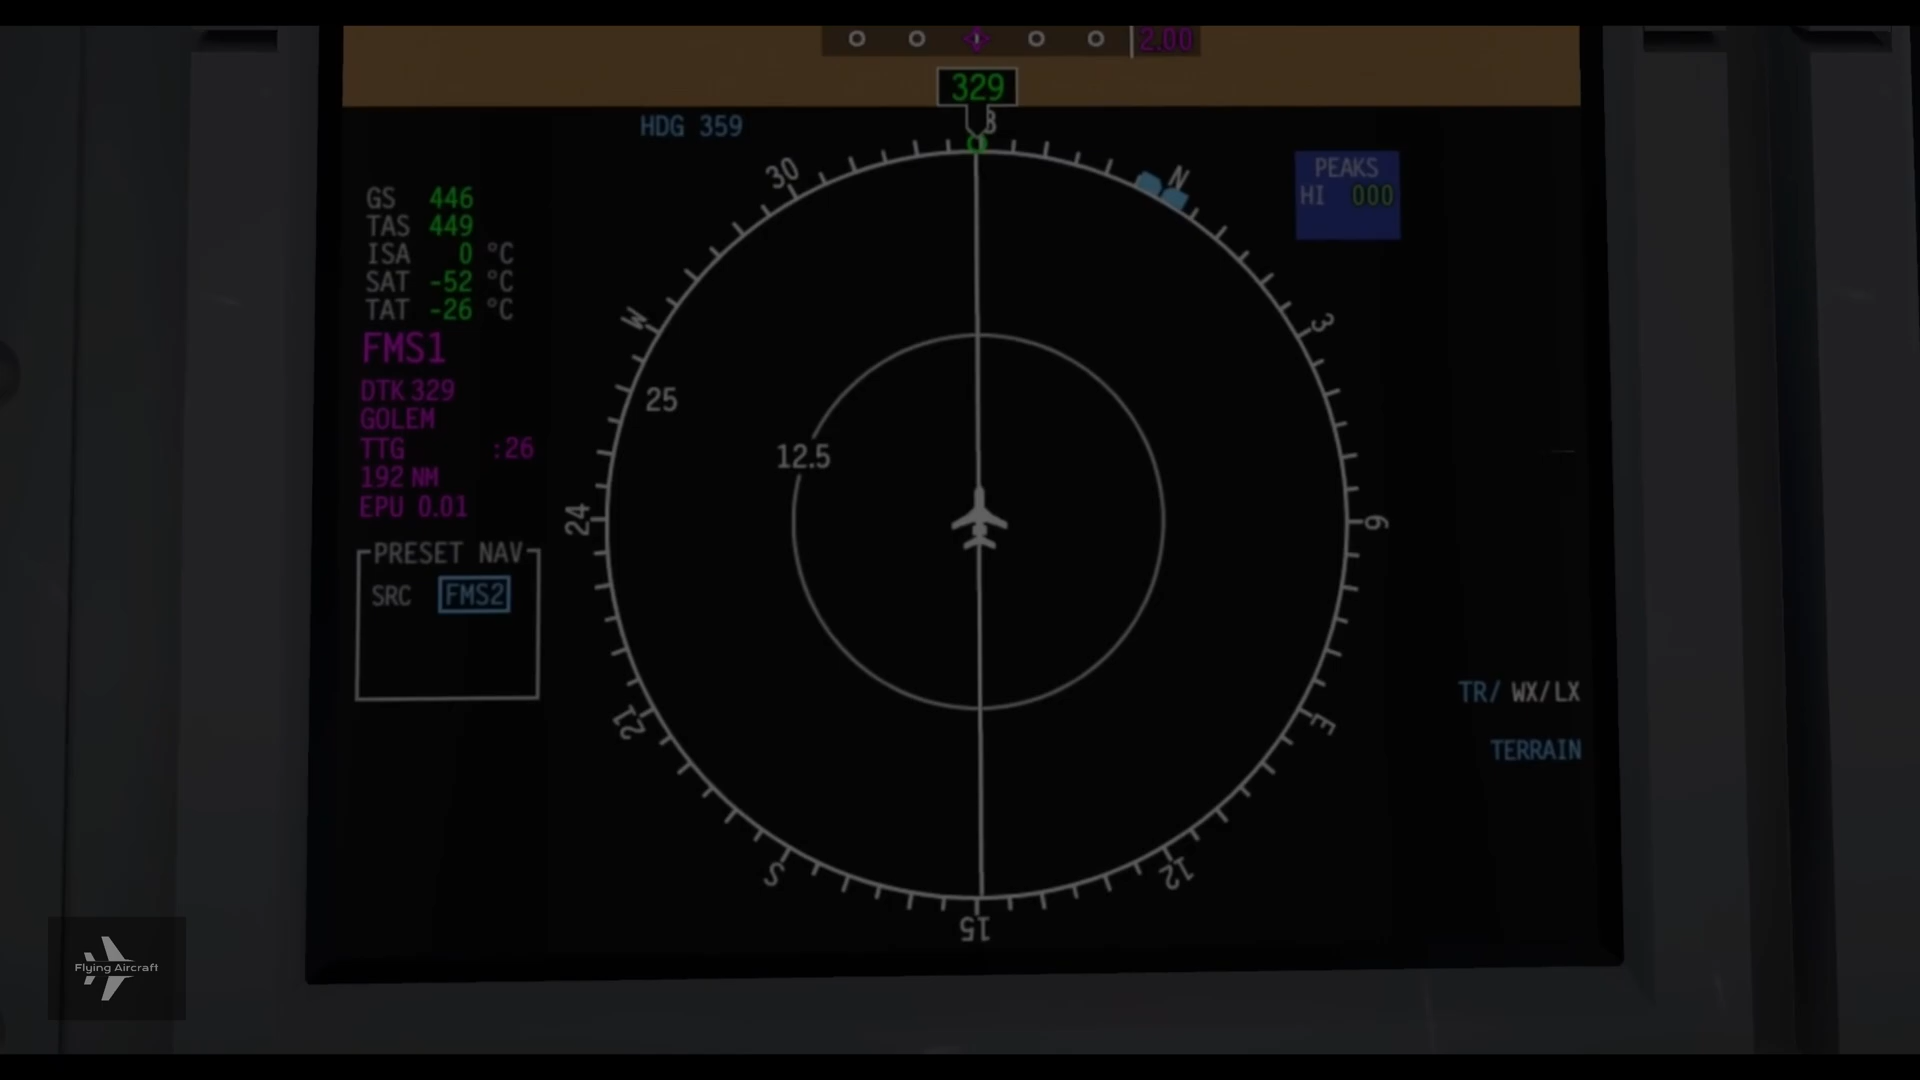 2.00
329
HDG 359
3
30
N
GS 446
TAS 449
ISA 0 °C
SAT -52 °C
TAT -26 °C
FMS1
DTK 329
GOLEM
TTG :26
192 NM
EPU 0.01
PRESET NAV
SRC FMS2
PEAKS
HI 000
W
3
25
12.5
24
6
21
E
S
12
15
TR/ WX/LX
TERRAIN
Flying Aircraft